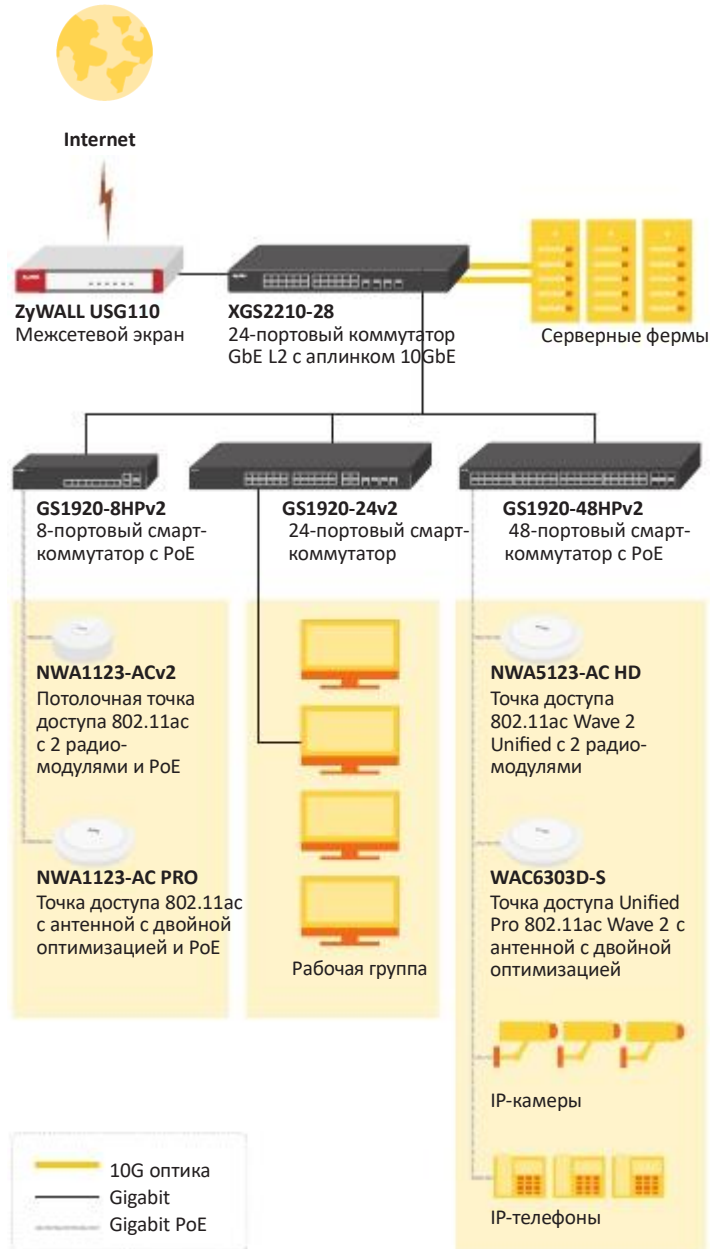 Internet
ZyWALL USG110
Межсетевой экран
XGS2210-28
24-портовый коммутатор
GbE L2 с аплинком 10GbE
Серверные фермы
GS1920-8HPv2
8-портовый смарт-
коммутатор с PoE
GS1920-24v2
24-портовый смарт-
коммутатор
GS1920-48HPv2
48-портовый смарт-
коммутатор с PoE
NWA1123-ACv2
Потолочная точка
доступа 802.11ac
с 2 радио-
модулями и PoE
NWA1123-AC PRO
Точка доступа 802.11ac
с антенной с двойной
оптимизацией и PoE
Рабочая группа
NWA5123-AC HD
Точка доступа
802.11ac Wave 2
Unified с 2 радио-
модулями
WAC6303D-S
Точка доступа Unified
Pro 802.11ac Wave 2 с
антенной с двойной
оптимизацией
IP-камеры
IP-телефоны
10G оптика
Gigabit
Gigabit PoE